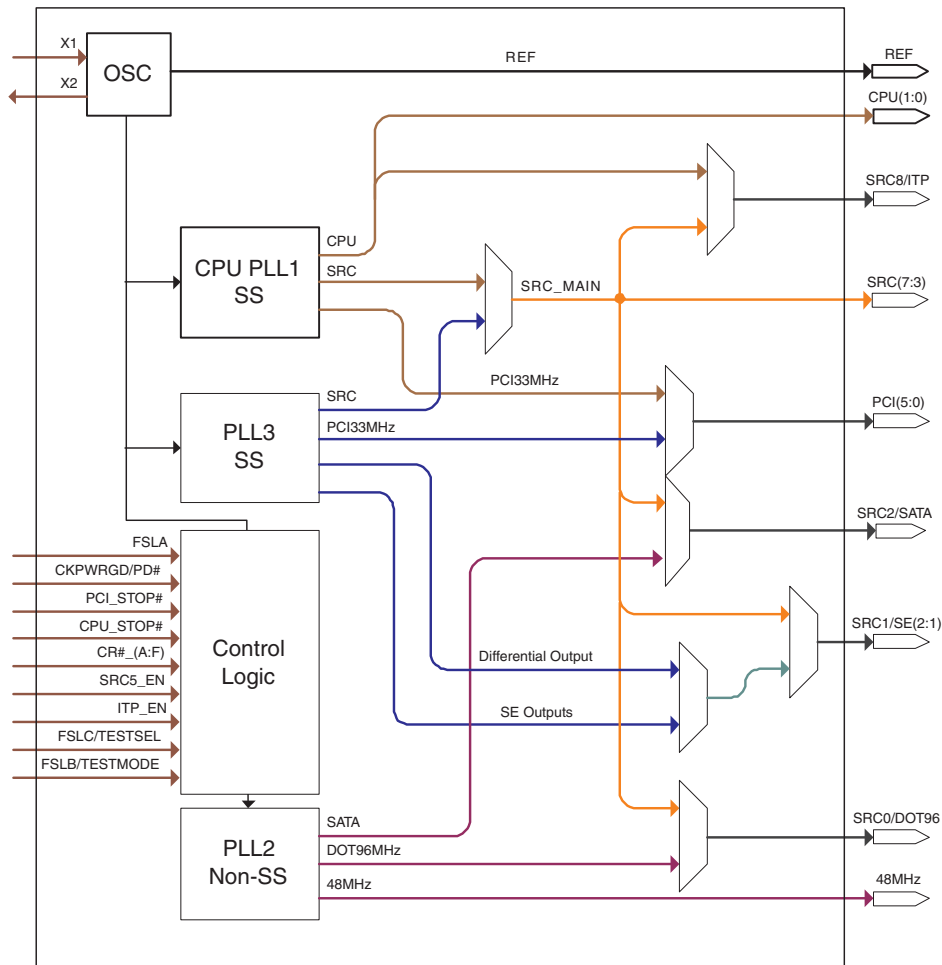 X1
OSC
X2
REF
REF
CPU(1:0)
SRC8/ITP
CPU PLL1
SS
CPU
SRC
SRC_MAIN
SRC(7:3)
PCI33MHz
PLL3
SS
SRC
PCI33MHz
PCI(5:0)
SRC2/SATA
FSLA
CKPWRGD/PD#
PCI_STOP#
CPU_STOP#
CR#_(A:F)
SRC5_EN
ITP_EN
FSLC/TESTSEL
FSLB/TESTMODE
Control
Logic
Differential Output
SE Outputs
SRC1/SE(2:1)
PLL2
Non-SS
SATA
DOT96MHz
48MHz
SRC0/DOT96
48MHz